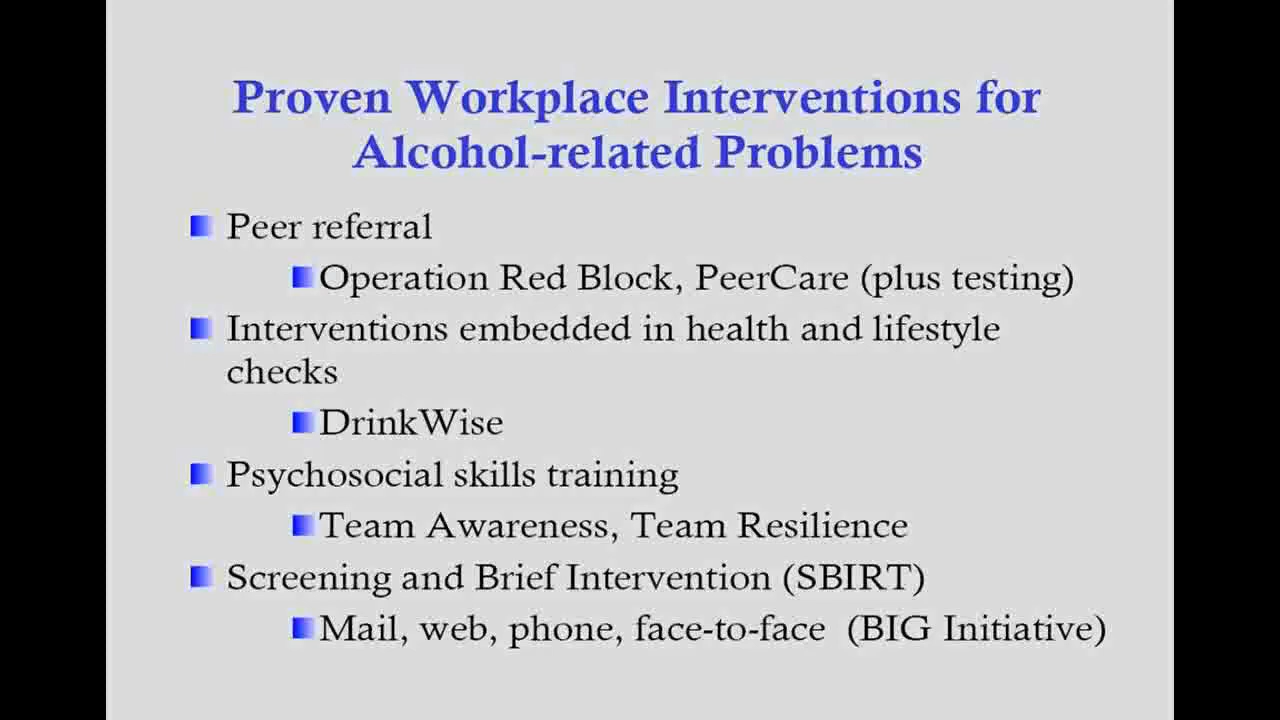 Proven Workplace Interventions for
Alcohol-related Problems
Peer referral
Operation Red Block, PeerCare (plus testing)
Interventions embedded in health and lifestyle
checks
DrinkWise
Psychosocial skills training
Team Awareness, Team Resilience
Screening and Brief Intervention (SBIRT)
Mail, web, phone, face-to-face (BIG Initiative)